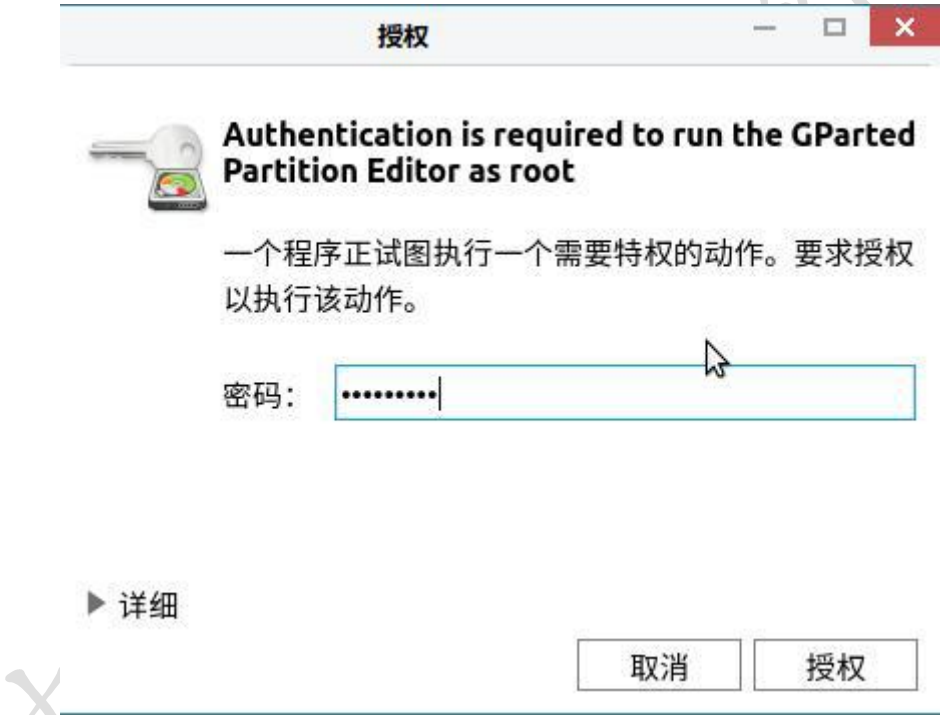 授权
Authentication is required to run the GParted
Partition Editor as root
一个程序正试图执行一个需要特权的动作。要求授权
以执行该动作。
密码： •••••••••
详细
取消 授权